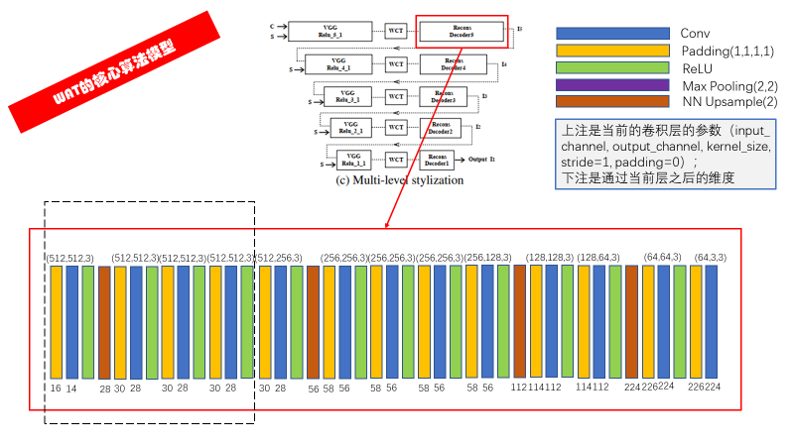 WAT的核心算法模型
C
S
VGG
Relu_5_1
WCT
Recons
Decoder5
I5
S
VGG
Relu_4_1
WCT
Recons
Decoder4
I4
S
VGG
Relu_3_1
WCT
Recons
Decoder3
I3
S
VGG
Relu_2_1
WCT
Recons
Decoder2
I2
S
VGG
Relu_1_1
WCT
Recons
Decoder1
Output I1
(c) Multi-level stylization
Conv
Padding(1,1,1,1)
ReLU
Max Pooling(2,2)
NN Upsample(2)
上注是当前的卷积层的参数（input_
channel, output_channel, kernel_size,
stride=1, padding=0）;
下注是通过当前层之后的维度
(512,512,3) (512,512,3) (512,512,3) (512,512,3) (512,256,3) (256,256,3) (256,256,3) (256,256,3) (256,128,3) (128,128,3) (128,64,3) (64,64,3) (64,3,3)
16 14 28 30 28 30 28 30 28 30 28 56 58 56 58 56 58 56 58 56 112 114 112 114 112 224 226 224 226 224